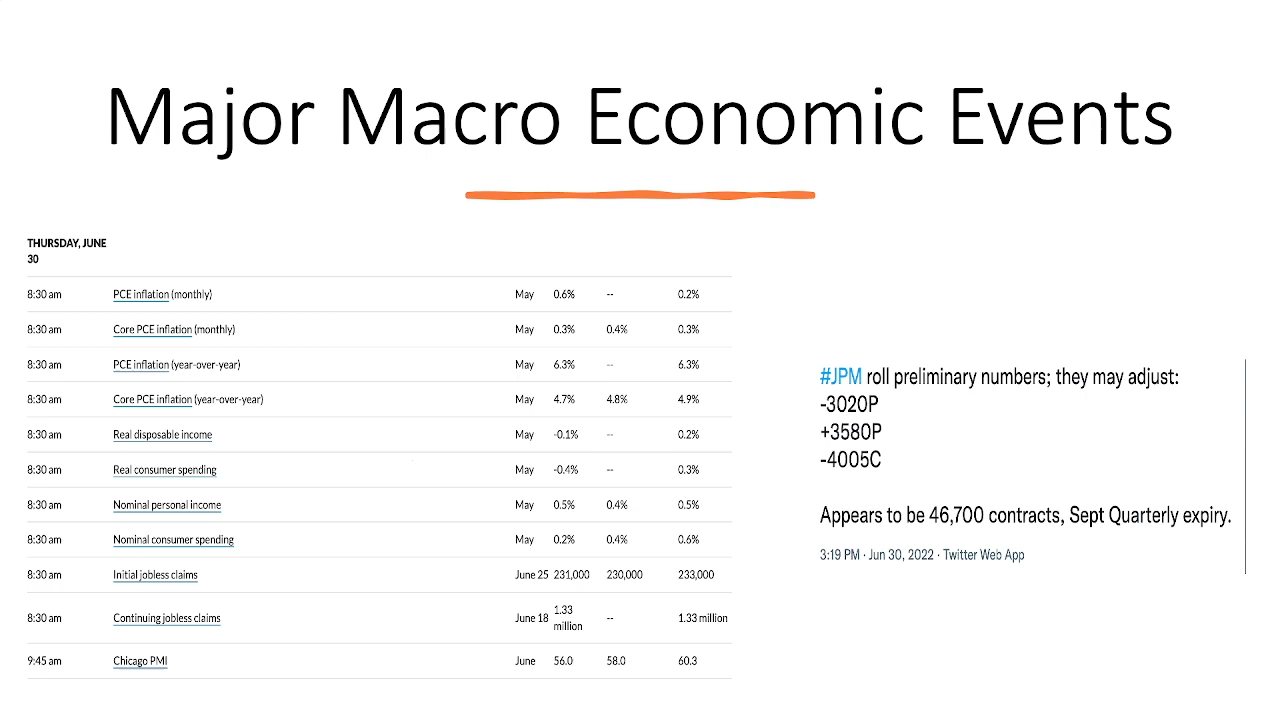 Major Macro Economic Events
THURSDAY, JUNE
30
8:30 am PCE inflation (monthly) May 0.6% -- 0.2%
8:30 am Core PCE inflation (monthly) May 0.3% 0.4% 0.3%
8:30 am PCE inflation (year-over-year) May 6.3% -- 6.3%
8:30 am Core PCE inflation (year-over-year) May 4.7% 4.8% 4.9%
8:30 am Real disposable income May -0.1% -- 0.2%
8:30 am Real consumer spending May -0.4% -- 0.3%
8:30 am Nominal personal income May 0.5% 0.4% 0.5%
8:30 am Nominal consumer spending May 0.2% 0.4% 0.6%
8:30 am Initial jobless claims June 25 231,000 230,000 233,000
8:30 am Continuing jobless claims June 18 1.33 million -- 1.33 million
9:45 am Chicago PMI June 56.0 58.0 60.3
#JPM roll preliminary numbers; they may adjust:
-3020P
+3580P
-4005C
Appears to be 46,700 contracts, Sept Quarterly expiry.
3:19 PM · Jun 30, 2022 · Twitter Web App